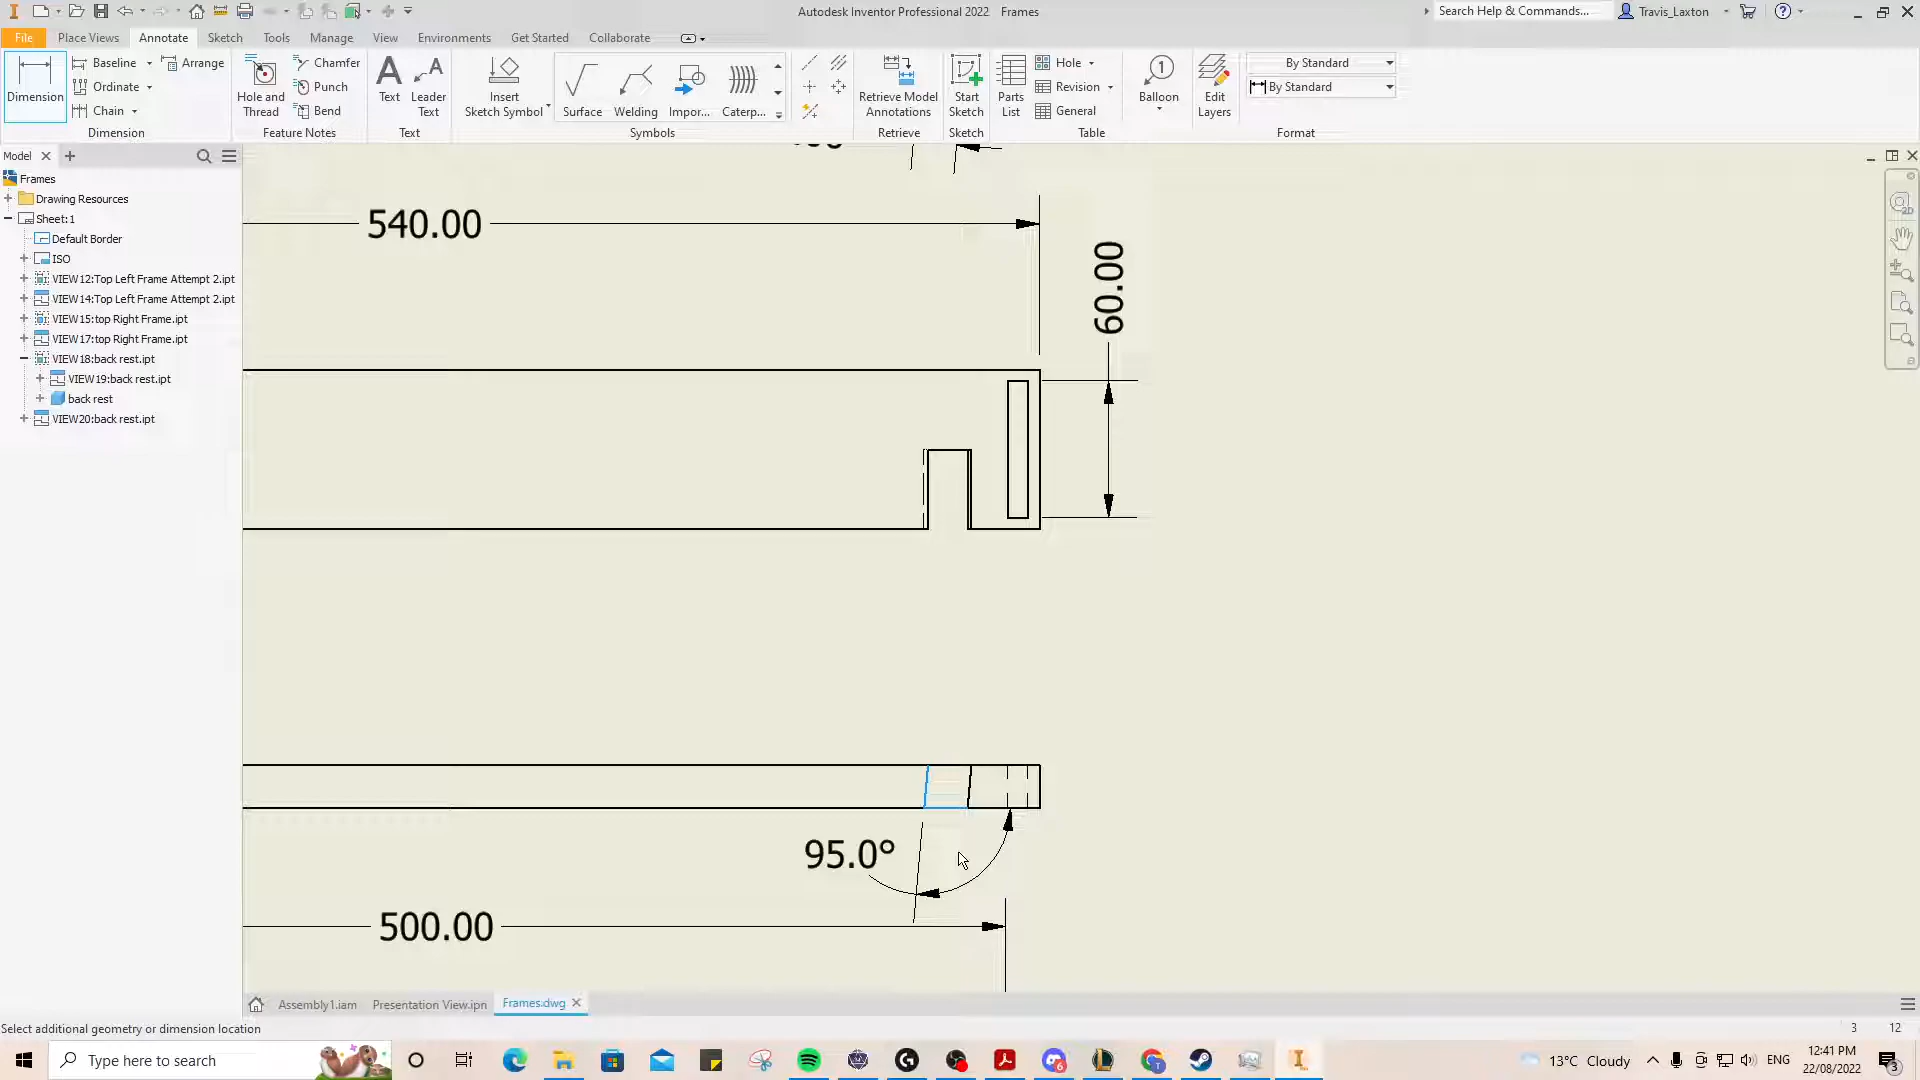 Autodesk Inventor Professional 2022 Frames
Search Help & Commands...
Travis_Laxton
File Place Views Annotate Sketch Tools Manage View Environments Get Started Collaborate
Dimension
Baseline
Ordinate
Chain
Arrange
Dimension
Hole and Thread
Chamfer
Punch
Bend
Feature Notes
Text
Leader Text
Text
Insert Sketch Symbol
Surface
Welding
Impor...
Caterp...
Symbols
Retrieve Model Annotations
Retrieve
Start Sketch
Sketch
Parts List
Hole
Revision
General
Table
Balloon
Edit Layers
By Standard
By Standard
Format
Model
Frames
Drawing Resources
Sheet:1
Default Border
ISO
VIEW12:Top Left Frame Attempt 2.ipt
VIEW14:Top Left Frame Attempt 2.ipt
VIEW15:top Right Frame.ipt
VIEW17:top Right Frame.ipt
VIEW18:back rest.ipt
VIEW19:back rest.ipt
back rest
VIEW20:back rest.ipt
540.00
60.00
95.0°
500.00
Assembly1.iam Presentation View.ipn Frames.dwg
Select additional geometry or dimension location
3 12
Type here to search
13°C Cloudy
ENG
12:41 PM
22/08/2022